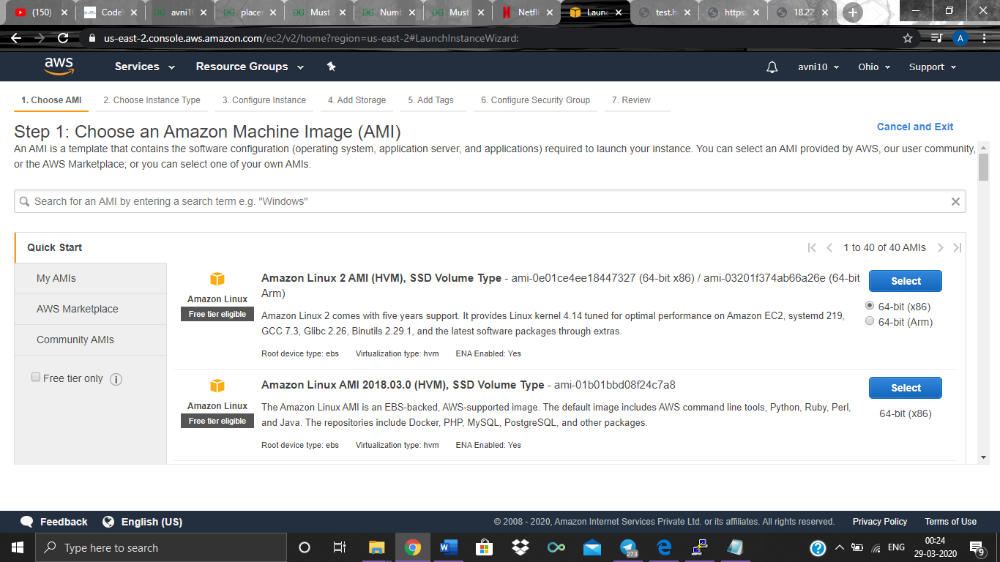 (150)
Code
avni1
place
Must
Num
Must
Netfli
Laun
test.h
https
18.22
us-east-2.console.aws.amazon.com/ec2/v2/home?region=us-east-2#LaunchInstanceWizard:
A
aws Services Resource Groups avni10 Ohio Support
1. Choose AMI 2. Choose Instance Type 3. Configure Instance 4. Add Storage 5. Add Tags 6. Configure Security Group 7. Review
Step 1: Choose an Amazon Machine Image (AMI)
Cancel and Exit
An AMI is a template that contains the software configuration (operating system, application server, and applications) required to launch your instance. You can select an AMI provided by AWS, our user community,
or the AWS Marketplace; or you can select one of your own AMIs.
Search for an AMI by entering a search term e.g. "Windows"
Quick Start
1 to 40 of 40 AMIs
My AMIs
AWS Marketplace
Community AMIs
Free tier only
Amazon Linux
Free tier eligible
Amazon Linux 2 AMI (HVM), SSD Volume Type - ami-0e01ce4ee18447327 (64-bit x86) / ami-03201f374ab66a26e (64-bit
Arm)
Amazon Linux 2 comes with five years support. It provides Linux kernel 4.14 tuned for optimal performance on Amazon EC2, systemd 219,
GCC 7.3, Glibc 2.26, Binutils 2.29.1, and the latest software packages through extras.
Root device type: ebs Virtualization type: hvm ENA Enabled: Yes
Select
64-bit (x86)
64-bit (Arm)
Amazon Linux
Free tier eligible
Amazon Linux AMI 2018.03.0 (HVM), SSD Volume Type - ami-01b01bbd08f24c7a8
The Amazon Linux AMI is an EBS-backed, AWS-supported image. The default image includes AWS command line tools, Python, Ruby, Perl,
and Java. The repositories include Docker, PHP, MySQL, PostgreSQL, and other packages.
Root device type: ebs Virtualization type: hvm ENA Enabled: Yes
Select
64-bit (x86)
Feedback English (US) © 2008 - 2020, Amazon Internet Services Private Ltd. or its affiliates. All rights reserved. Privacy Policy Terms of Use
Type here to search
273
ENG
00:24
29-03-2020
9